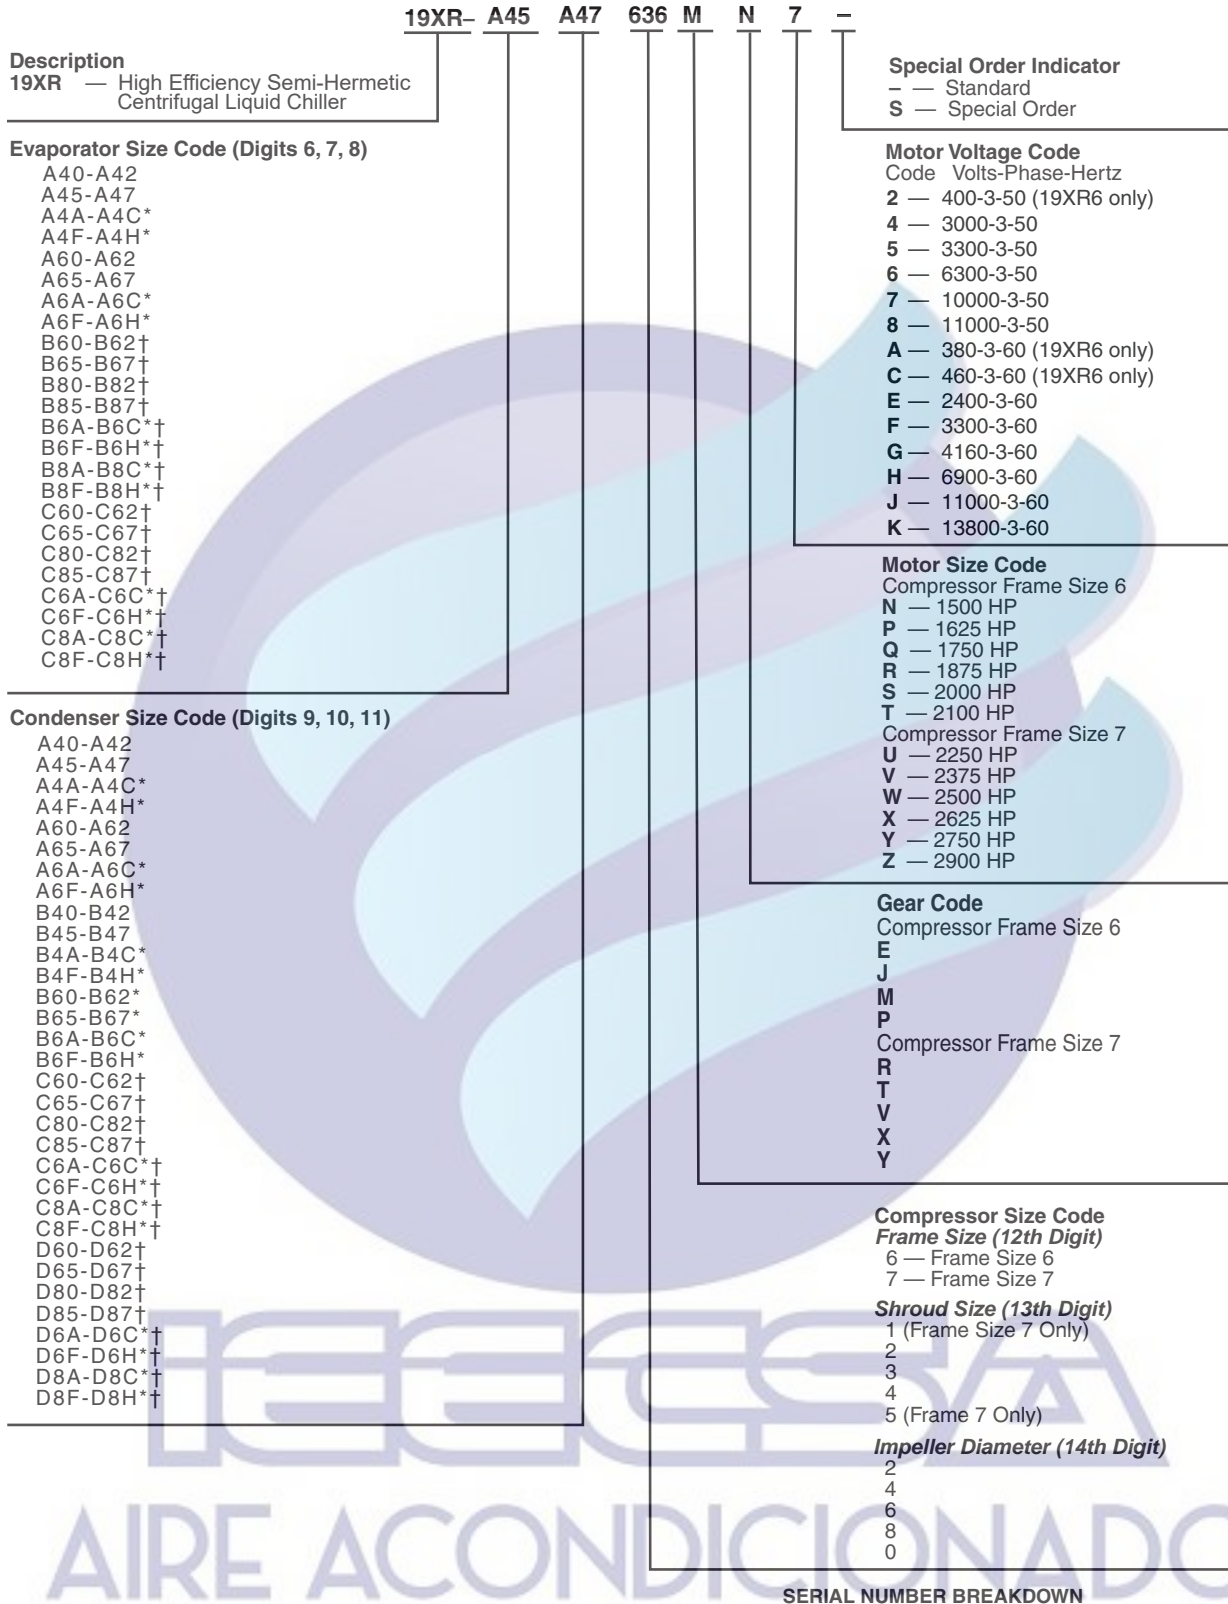 19XR– A45 A47 636 M N 7 –
Description
19XR — High Efficiency Semi-Hermetic
Centrifugal Liquid Chiller
Evaporator Size Code (Digits 6, 7, 8)
A40-A42
A45-A47
A4A-A4C*
A4F-A4H*
A60-A62
A65-A67
A6A-A6C*
A6F-A6H*
B60-B62†
B65-B67†
B80-B82†
B85-B87†
B6A-B6C*†
B6F-B6H*†
B8A-B8C*†
B8F-B8H*†
C60-C62†
C65-C67†
C80-C82†
C85-C87†
C6A-C6C*†
C6F-C6H*†
C8A-C8C*†
C8F-C8H*†
Condenser Size Code (Digits 9, 10, 11)
A40-A42
A45-A47
A4A-A4C*
A4F-A4H*
A60-A62
A65-A67
A6A-A6C*
A6F-A6H*
B40-B42
B45-B47
B4A-B4C*
B4F-B4H*
B60-B62*
B65-B67*
B6A-B6C*
B6F-B6H*
C60-C62†
C65-C67†
C80-C82†
C85-C87†
C6A-C6C*†
C6F-C6H*†
C8A-C8C*†
C8F-C8H*†
D60-D62†
D65-D67†
D80-D82†
D85-D87†
D6A-D6C*†
D6F-D6H*†
D8A-D8C*†
D8F-D8H*†
Special Order Indicator
– — Standard
S — Special Order
Motor Voltage Code
Code Volts-Phase-Hertz
2 — 400-3-50 (19XR6 only)
4 — 3000-3-50
5 — 3300-3-50
6 — 6300-3-50
7 — 10000-3-50
8 — 11000-3-50
A — 380-3-60 (19XR6 only)
C — 460-3-60 (19XR6 only)
E — 2400-3-60
F — 3300-3-60
G — 4160-3-60
H — 6900-3-60
J — 11000-3-60
K — 13800-3-60
Motor Size Code
Compressor Frame Size 6
N — 1500 HP
P — 1625 HP
Q — 1750 HP
R — 1875 HP
S — 2000 HP
T — 2100 HP
Compressor Frame Size 7
U — 2250 HP
V — 2375 HP
W — 2500 HP
X — 2625 HP
Y — 2750 HP
Z — 2900 HP
Gear Code
Compressor Frame Size 6
E
J
M
P
Compressor Frame Size 7
R
T
V
X
Y
Compressor Size Code
Frame Size (12th Digit)
6 — Frame Size 6
7 — Frame Size 7
Shroud Size (13th Digit)
1 (Frame Size 7 Only)
2
3
4
5 (Frame 7 Only)
Impeller Diameter (14th Digit)
2
4
6
8
0
IECSA
AIRE ACONDICIONADO
SERIAL NUMBER BREAKDOWN